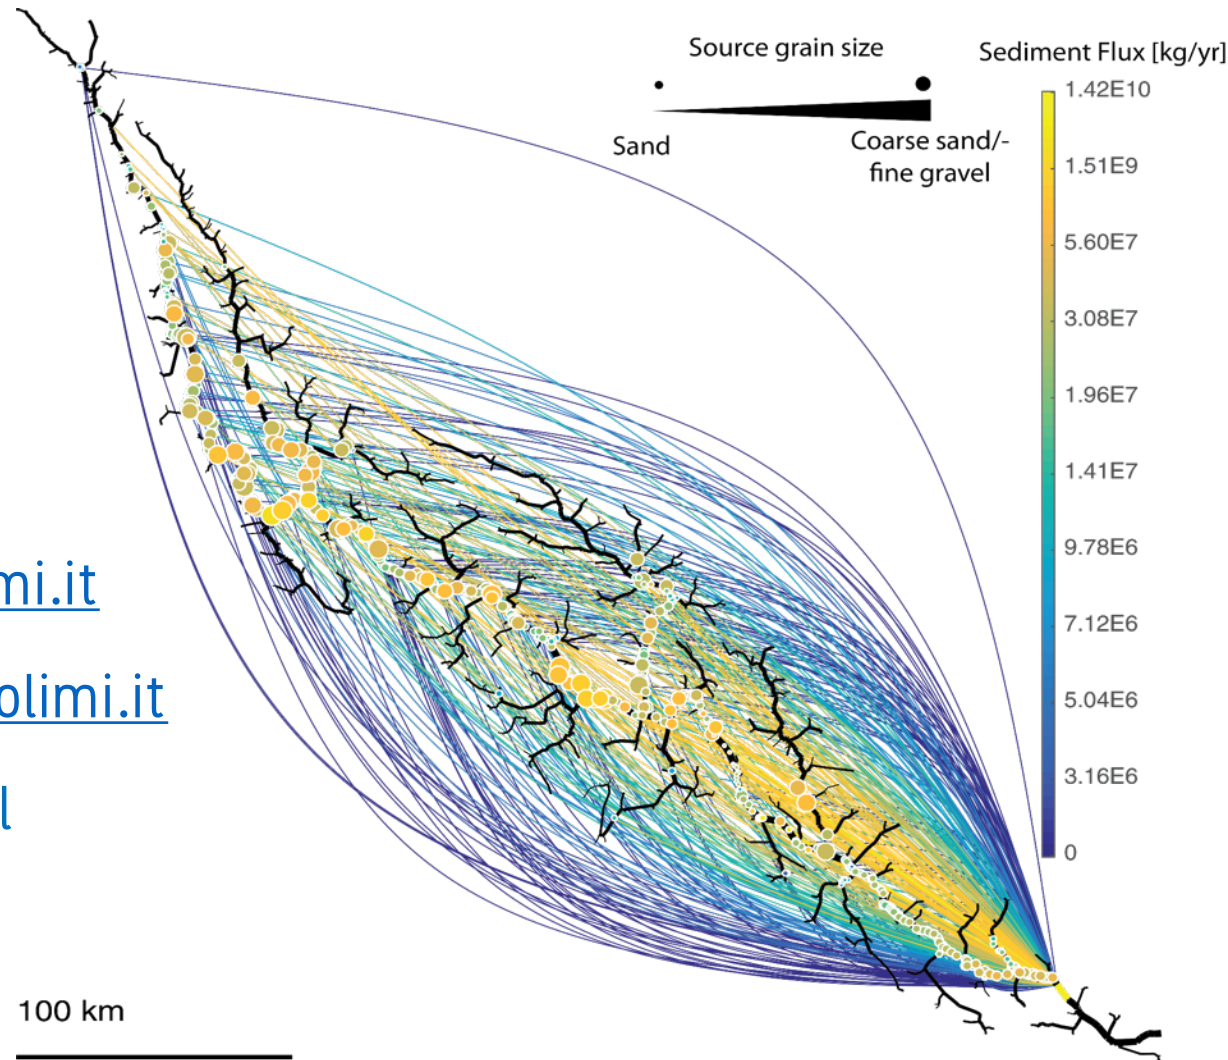 Source grain size
Sediment Flux [kg/yr]
Sand
Coarse sand/-
fine gravel
1.42E10
1.51E9
5.60E7
3.08E7
1.96E7
1.41E7
9.78E6
7.12E6
5.04E6
3.16E6
0
mi.it
olimi.it
l
100 km